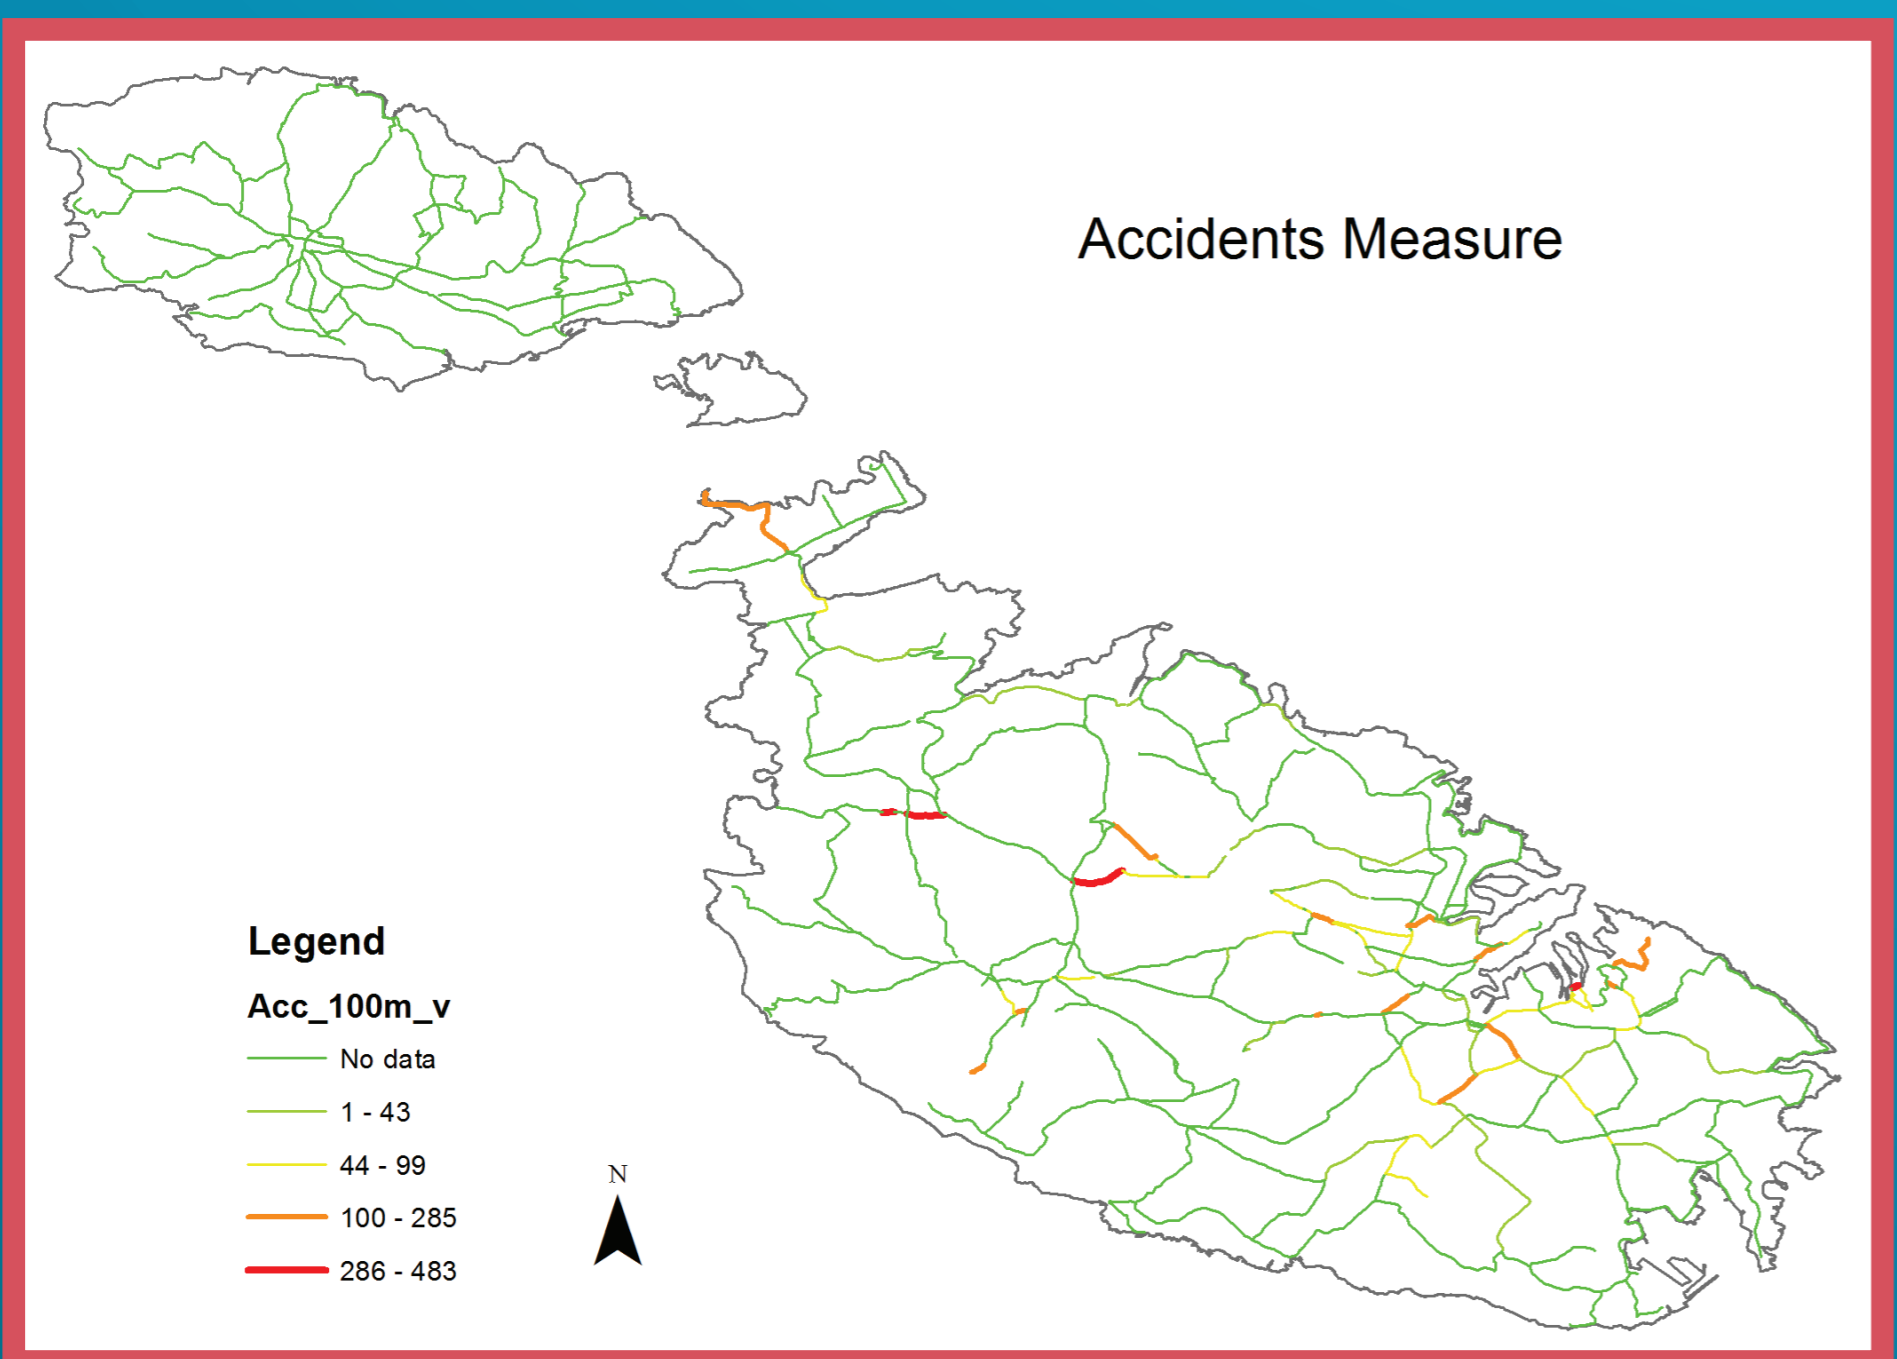 Accidents Measure
Legend
Acc_100m_v
No data
1 - 43
44 - 99
100 - 285
286 - 483
N